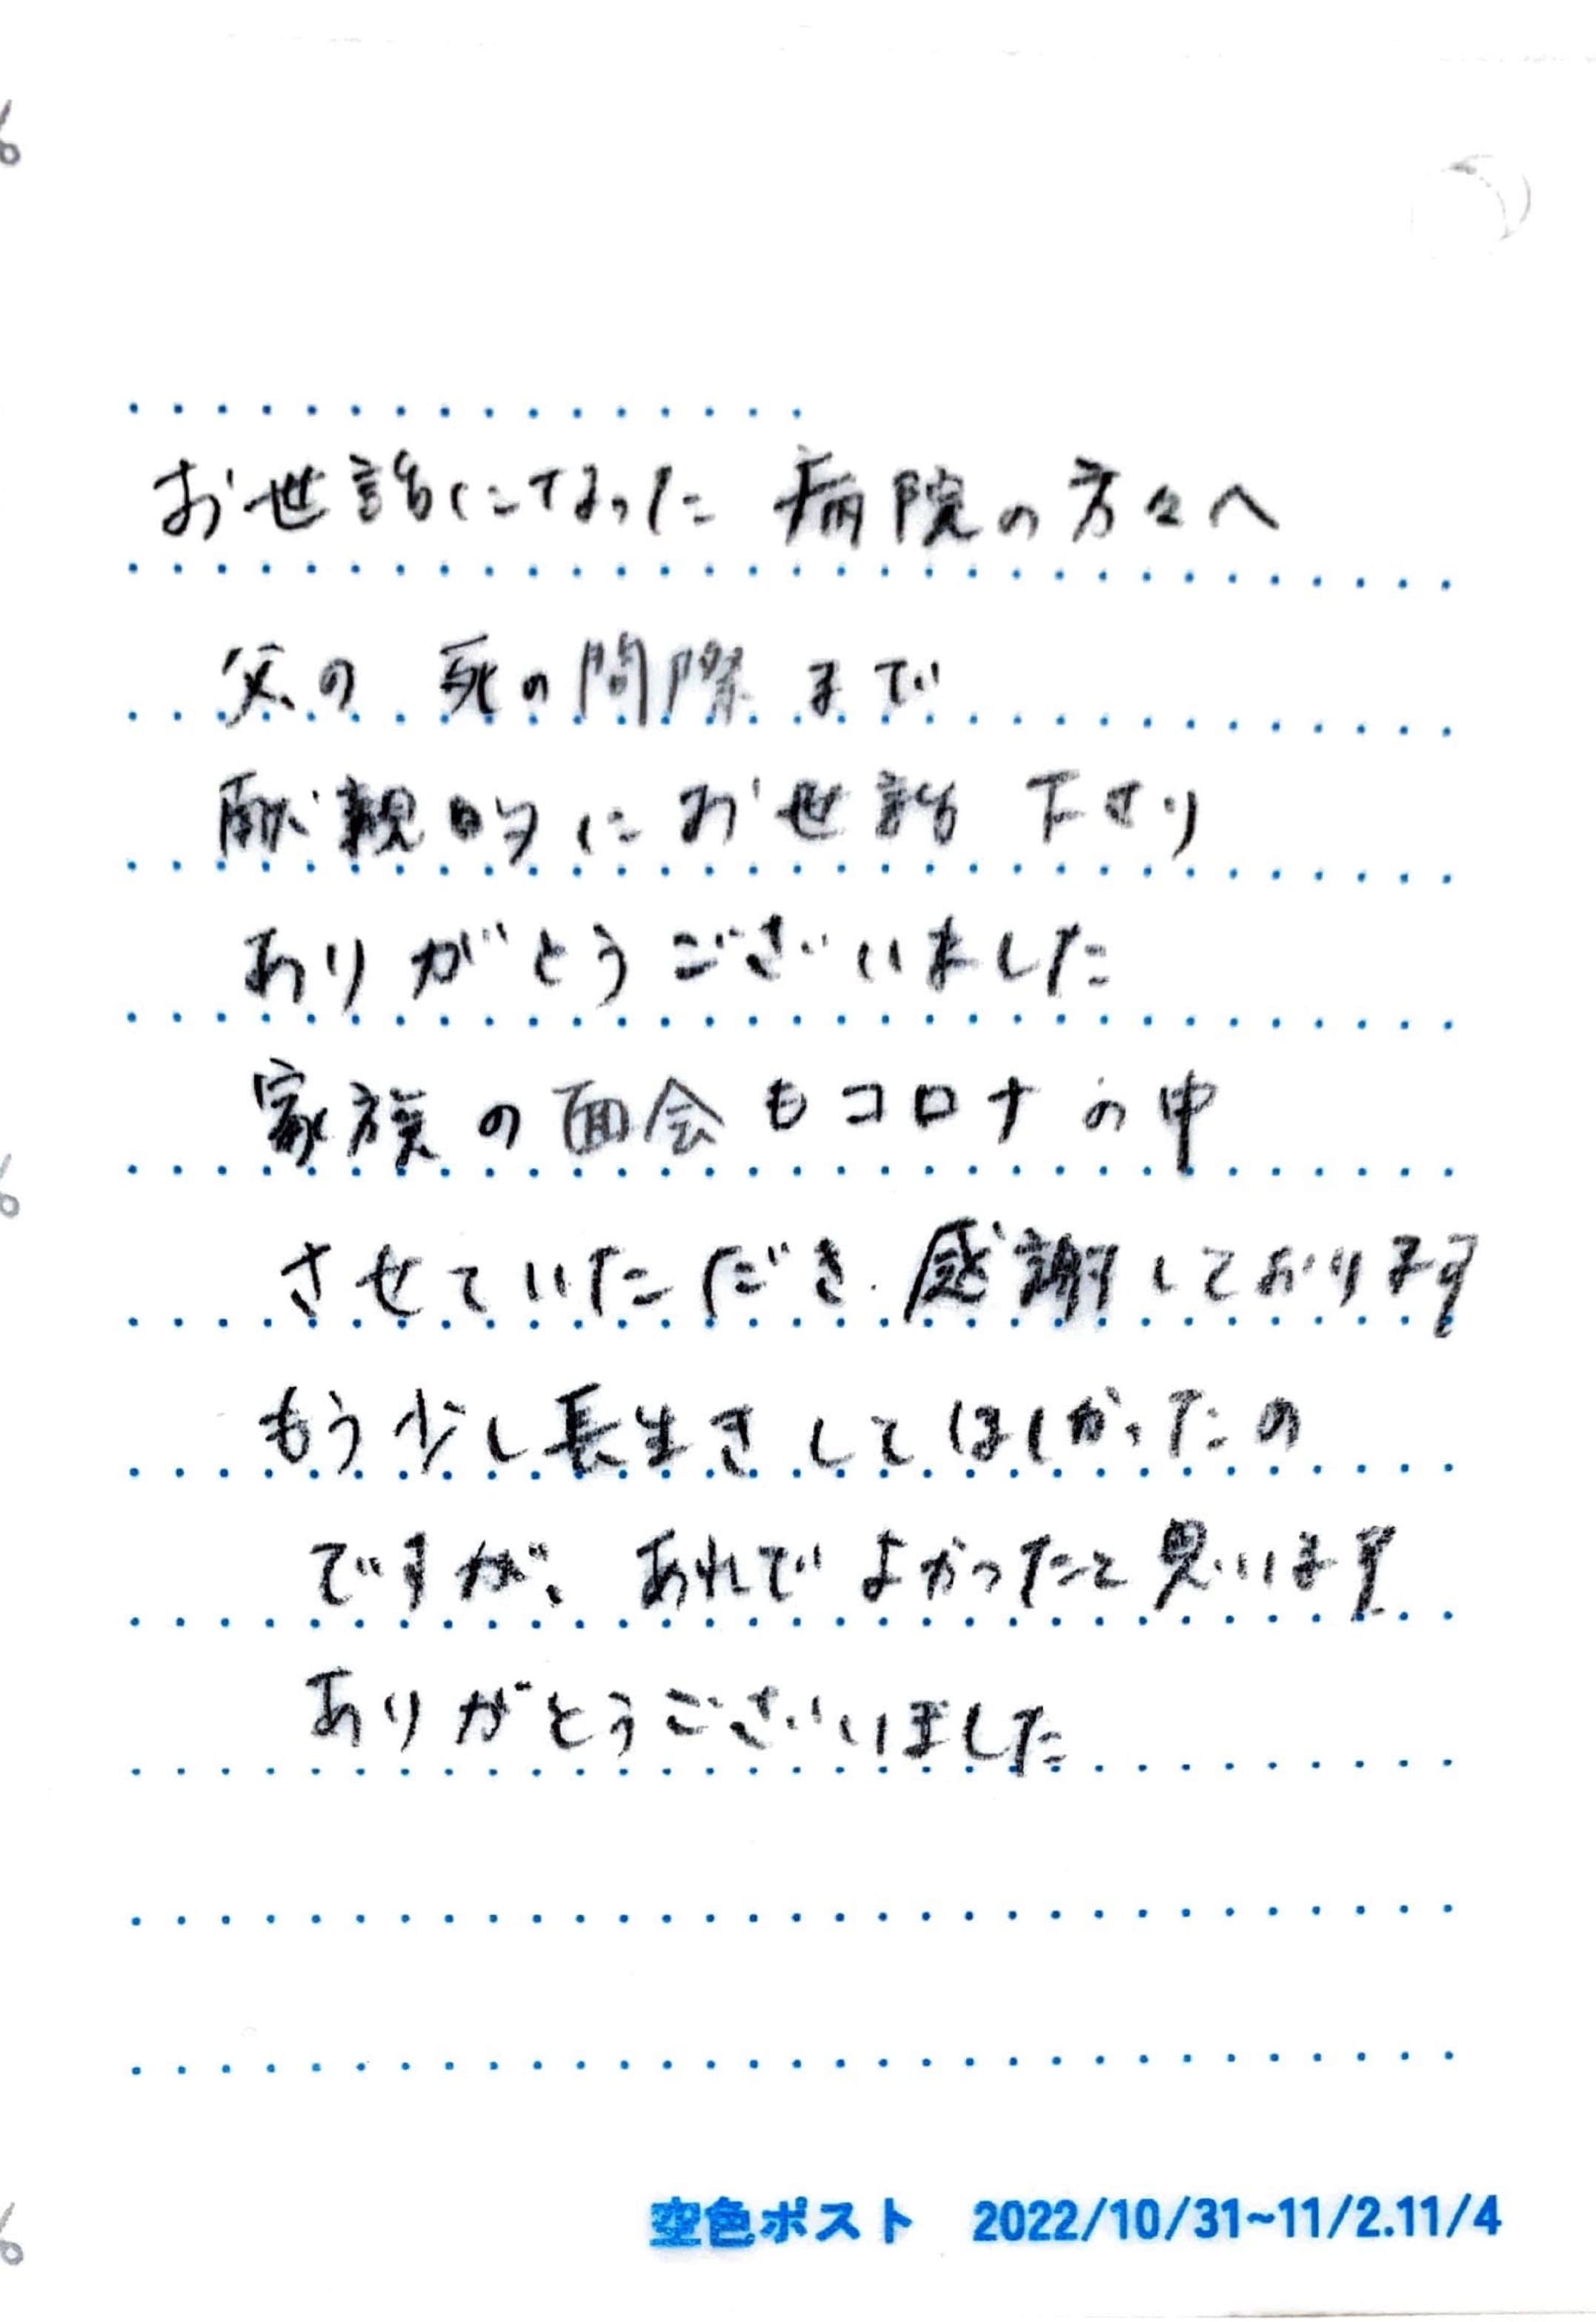 お世話になった 病院の方々へ
父の 死の間際まで
献親的にお世話 下さり
ありがとうございました
家族の面会もコロナの中
させていただき 感謝しております
もう少し長生きしてほしかったの
ですが、あれでよかったと思います
ありがとうございました
空色ポスト 2022/10/31~11/2.11/4